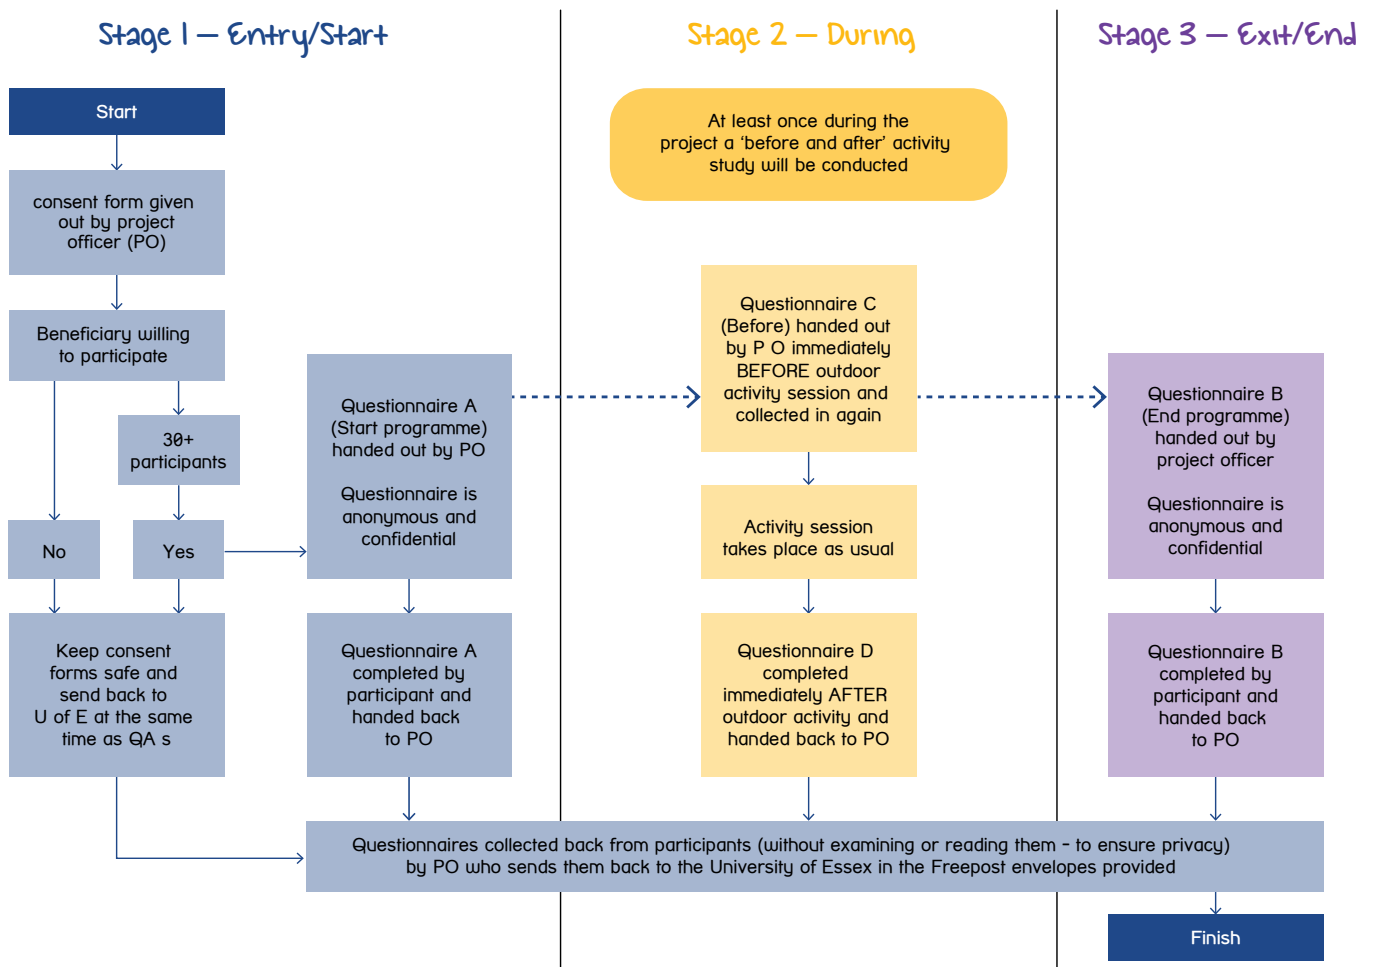 Stage 1 – Entry/Start
Start
consent form given
out by project
officer (PO)
Beneficiary willing
to participate
30+
participants
No
Yes
Keep consent
forms safe and
send back to
U of E at the same
time as QA s
Questionnaire A
(Start programme)
handed out by PO
Questionnaire is
anonymous and
confidential
Questionnaire A
completed by
participant and
handed back
to PO
Stage 2 – During
At least once during the
project a ‘before and after’ activity
study will be conducted
Questionnaire C
(Before) handed out
by P O immediately
BEFORE outdoor
activity session and
collected in again
Activity session
takes place as usual
Questionnaire D
completed
immediately AFTER
outdoor activity and
handed back to PO
Stage 3 – Exit/End
Questionnaire B
(End programme)
handed out by
project officer
Questionnaire is
anonymous and
confidential
Questionnaire B
completed by
participant and
handed back
to PO
Questionnaires collected back from participants (without examining or reading them – to ensure privacy)
by PO who sends them back to the University of Essex in the Freepost envelopes provided
Finish